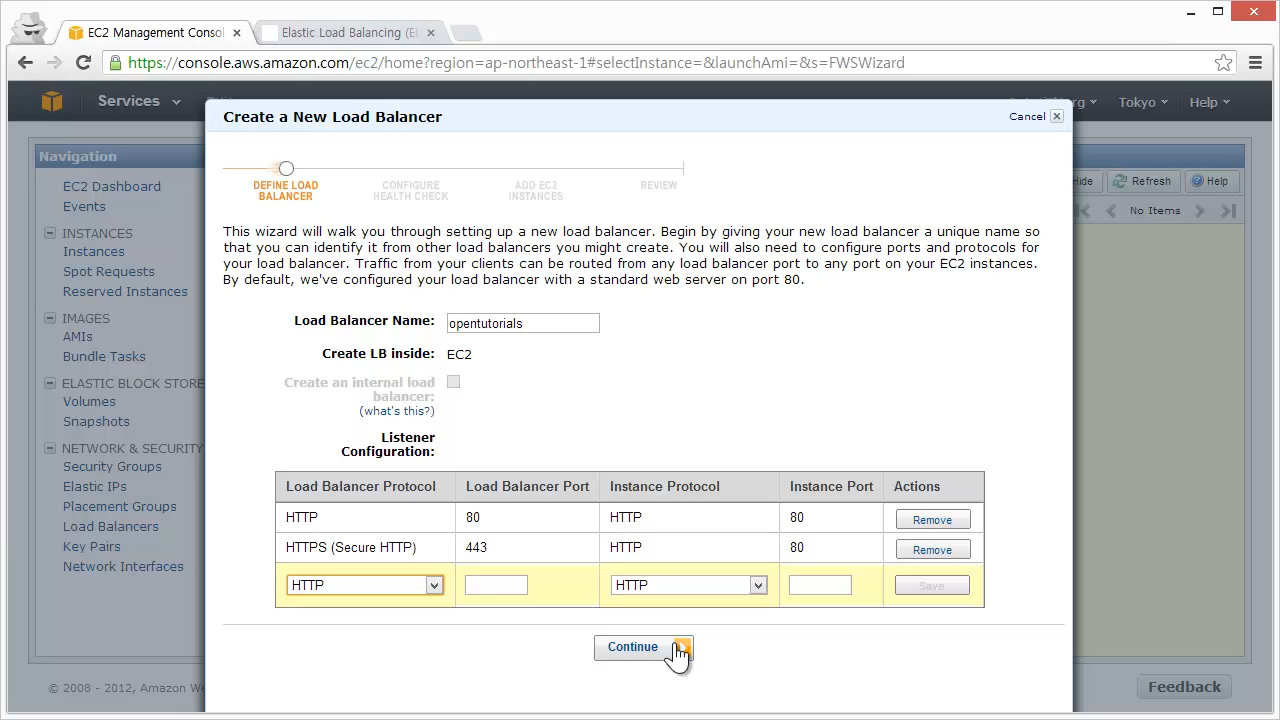 EC2 Management Consol
Elastic Load Balancing (EL
https://console.aws.amazon.com/ec2/home?region=ap-northeast-1#selectInstance=&launchAmi=&s=FWSWizard
Services
Tokyo
Help
Create a New Load Balancer
Cancel
Navigation
EC2 Dashboard
Events
INSTANCES
Instances
Spot Requests
Reserved Instances
IMAGES
AMIs
Bundle Tasks
ELASTIC BLOCK STORE
Volumes
Snapshots
NETWORK & SECURITY
Security Groups
Elastic IPs
Placement Groups
Load Balancers
Key Pairs
Network Interfaces
Hide
Refresh
Help
No Items
DEFINE LOAD
BALANCER
CONFIGURE
HEALTH CHECK
ADD EC2
INSTANCES
REVIEW
This wizard will walk you through setting up a new load balancer. Begin by giving your new load balancer a unique name so
that you can identify it from other load balancers you might create. You will also need to configure ports and protocols for
your load balancer. Traffic from your clients can be routed from any load balancer port to any port on your EC2 instances.
By default, we've configured your load balancer with a standard web server on port 80.
Load Balancer Name: opentutorials
Create LB inside: EC2
Create an internal load
balancer:
(what's this?)
Listener
Configuration:
Load Balancer Protocol Load Balancer Port Instance Protocol Instance Port Actions
HTTP 80 HTTP 80 Remove
HTTPS (Secure HTTP) 443 HTTP 80 Remove
HTTP HTTP Save
Continue
© 2008 - 2012, Amazon We
Feedback